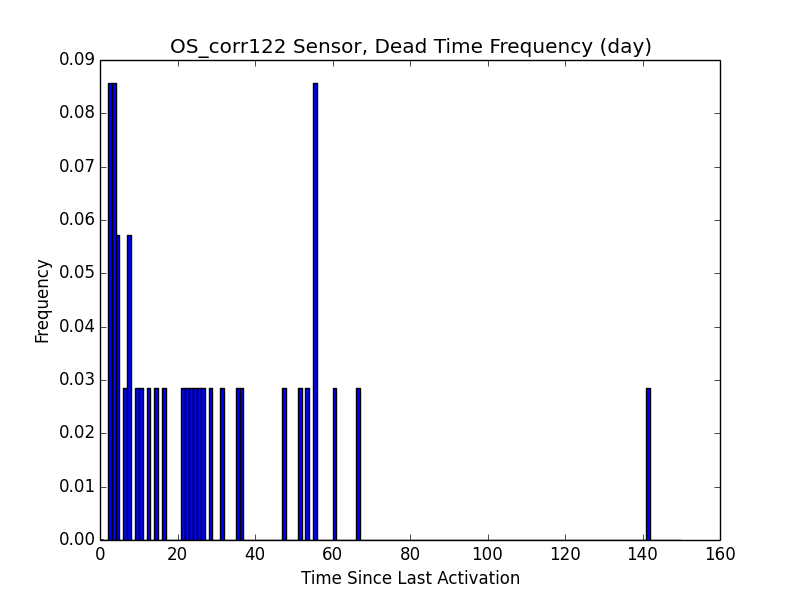 OS_corr122 Sensor, Dead Time Frequency (day)
0.09
0.08
0.07
0.06
0.05
0.04
0.03
0.02
0.01
0.00
Frequency
0 20 40 60 80 100 120 140 160
Time Since Last Activation